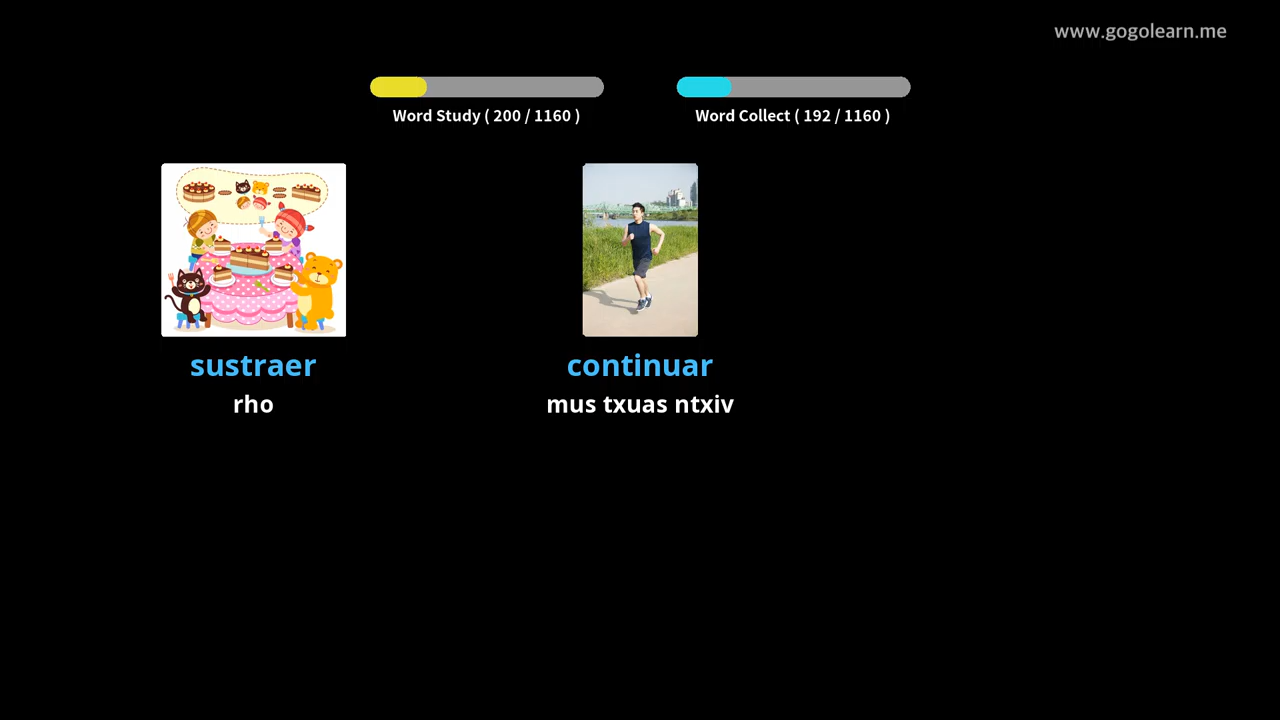 www.gogolearn.me
Word Study ( 200 / 1160 )
Word Collect ( 192 / 1160 )
sustraer
rho
continuar
mus txuas ntxiv